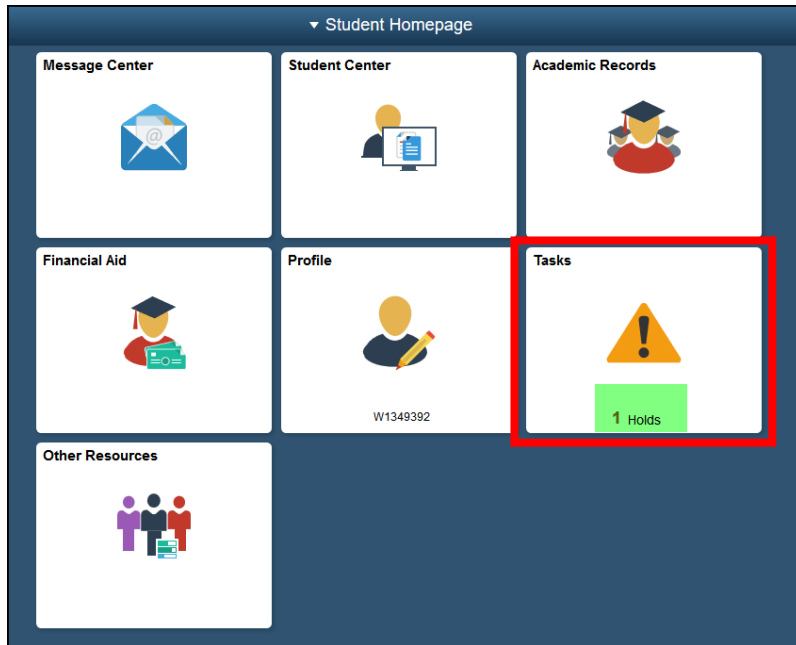 Student Homepage
Message Center
Student Center
Academic Records
@
Financial Aid
Profile
Tasks
W1349392
1 Holds
Other Resources